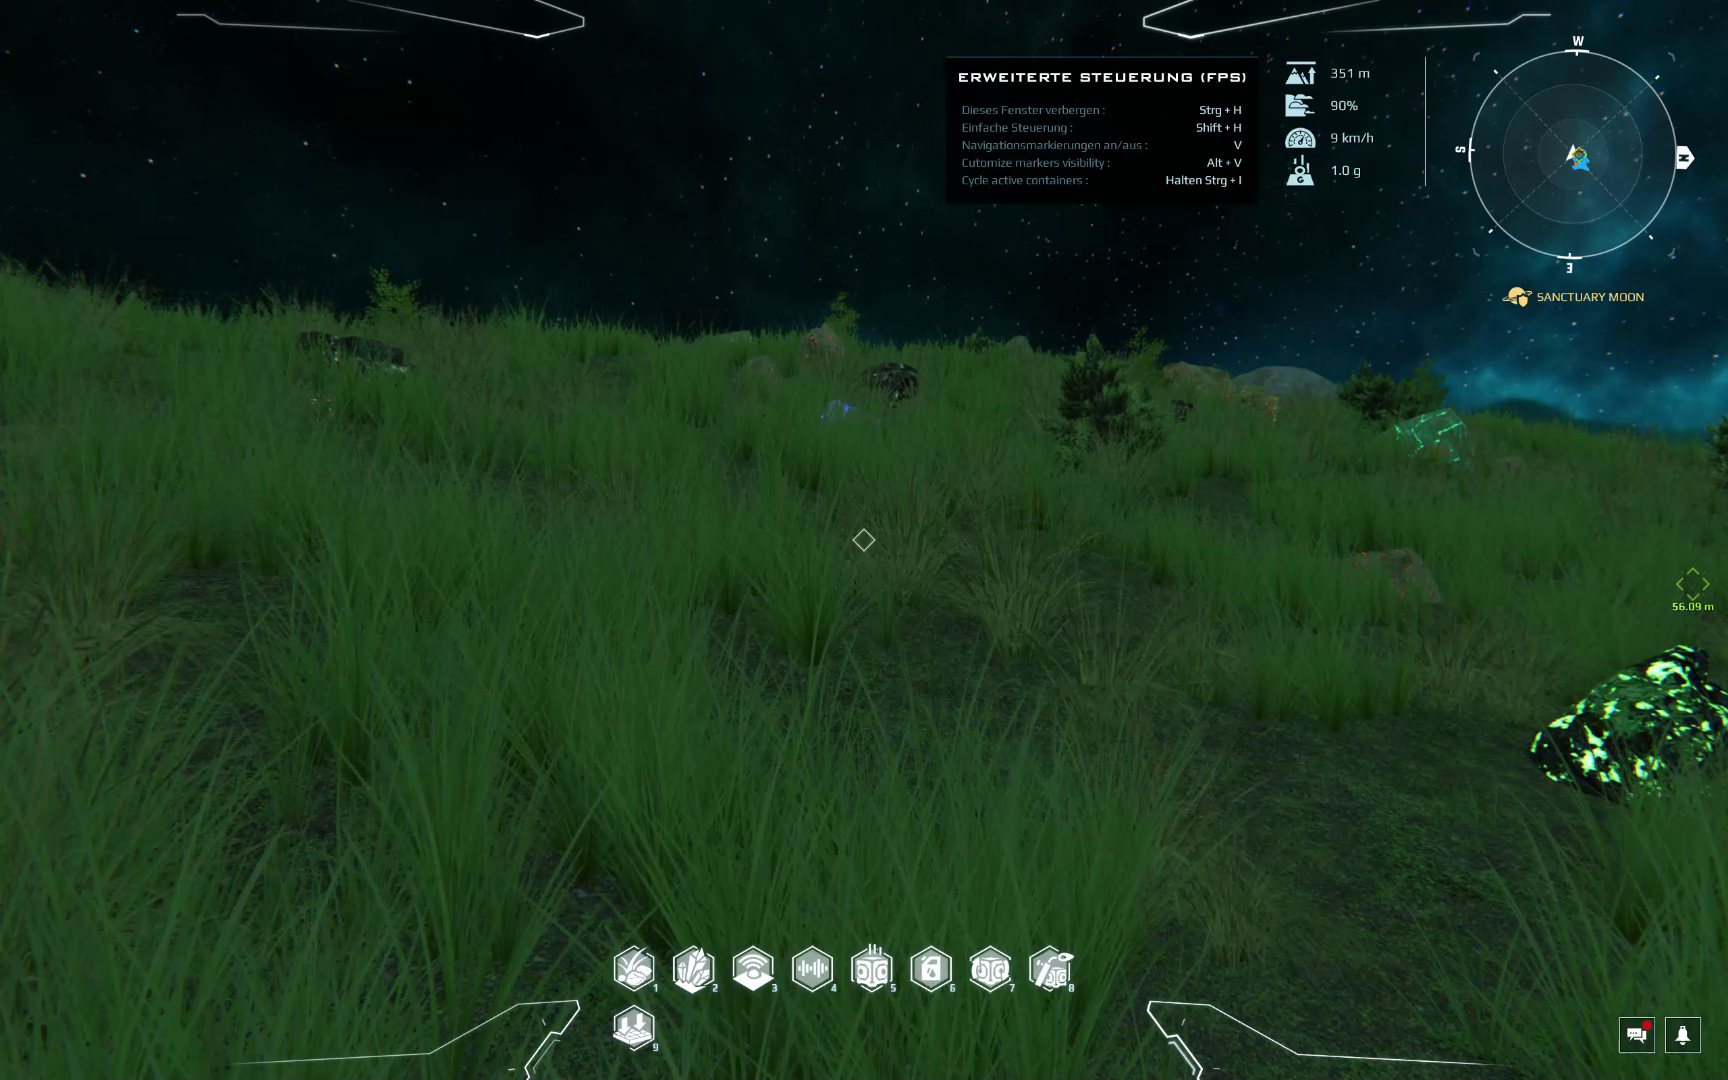 ERWEITERTE STEUERUNG (FPS)
Dieses Fenster verbergen : Strg + H
Einfache Steuerung : Shift + H
Navigationsmarkierungen an/aus : V
Cutomize markers visibility : Alt + V
Cycle active containers : Halten Strg + I
351 m
90%
9 km/h
1.0 g
G
W
S
N
E
SANCTUARY MOON
56.09 m
1
2
3
4
5
6
7
8
9